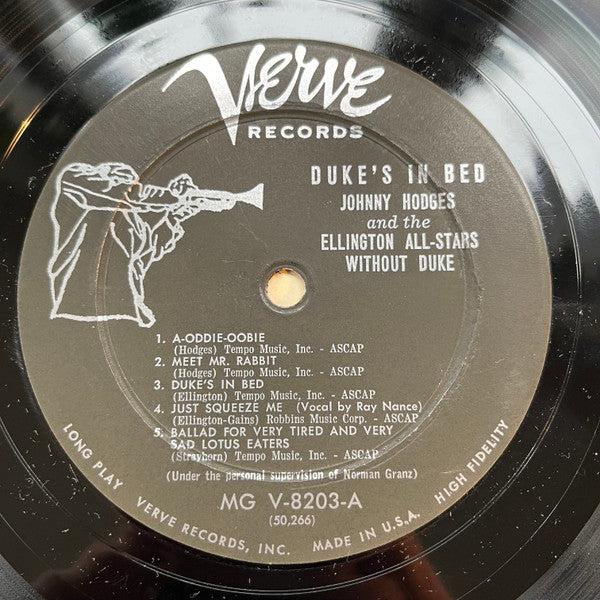 Verve
RECORDS
DUKE'S IN BED
JOHNNY HODGES
and the
ELLINGTON ALL-STARS
WITHOUT DUKE
1. A-ODDIE-OOBIE
(Hodges) Tempo Music, Inc. - ASCAP
2. MEET MR. RABBIT
(Hodges) Tempo Music, Inc. - ASCAP
3. DUKE'S IN BED
(Ellington) Tempo Music, Inc. - ASCAP
4. JUST SQUEEZE ME (Vocal by Ray Nance)
(Ellington-Gains) Robbins Music Corp. - ASCAP
5. BALLAD FOR VERY TIRED AND VERY
SAD LOTUS EATERS
(Strayhorn) Tempo Music, Inc. - ASCAP
(Under the personal supervision of Norman Granz)
MG V-8203-A
(50,266)
LONG PLAY
VERVE RECORDS, INC.
MADE IN U.S.A.
HIGH FIDELITY